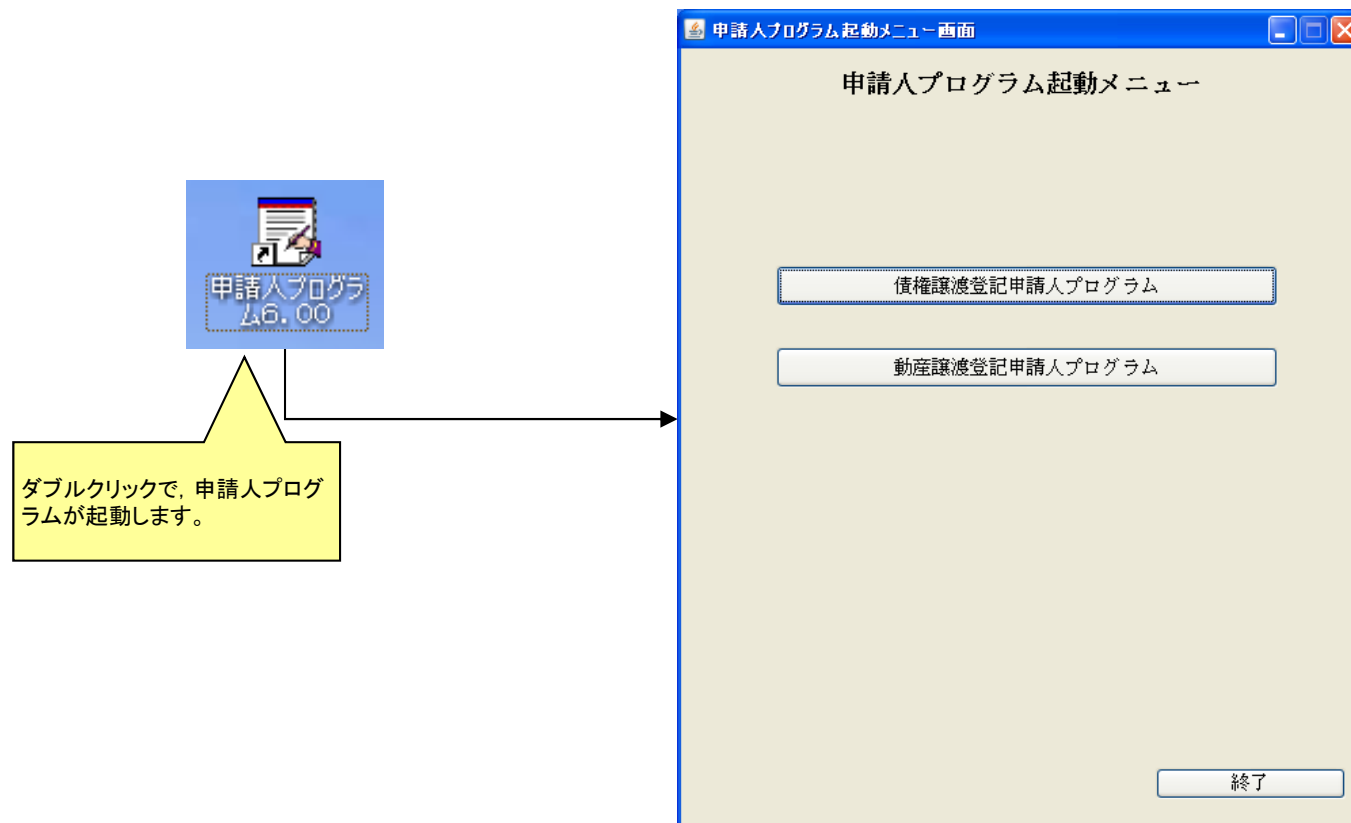 申請人プログラム起動メニュー画面
申請人プログラム起動メニュー
申請人プログラ
ム6.00
債権譲渡登記申請人プログラム
動産譲渡登記申請人プログラム
ダブルクリックで，申請人プログ
ラムが起動します。
終了